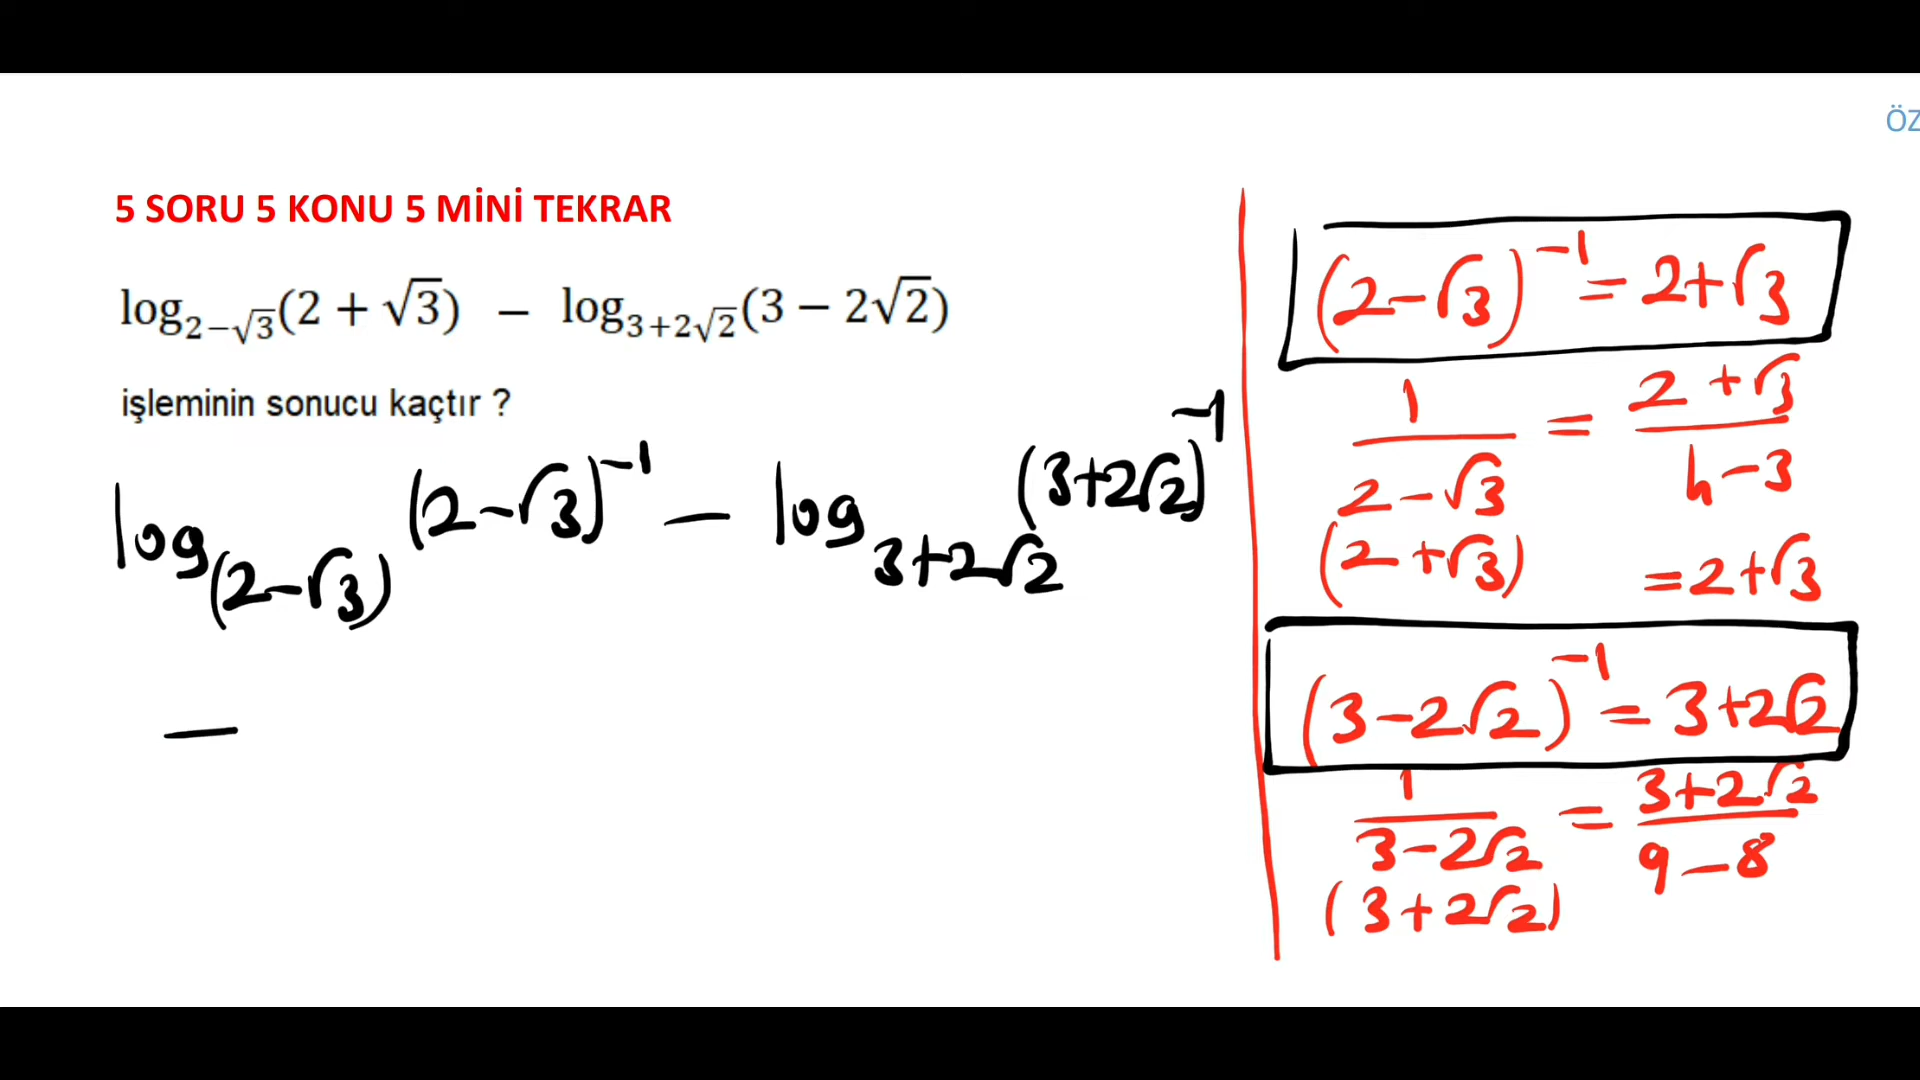 ÖZ
5 SORU 5 KONU 5 MİNİ TEKRAR
log₂₋√₃(2 + √3) − log₃₊₂√₂(3 − 2√2)
işleminin sonucu kaçtır ?
log₍₂₋√₃₎ (2−√3)⁻¹ − log₃₊₂√₂ (3+2√2)⁻¹
−
(2−√3)⁻¹ = 2+√3
1/(2−√3) = (2+√3)/(4−3)
(2+√3) = 2+√3
(3−2√2)⁻¹ = 3+2√2
1/(3−2√2) = (3+2√2)/(9−8)
(3+2√2)